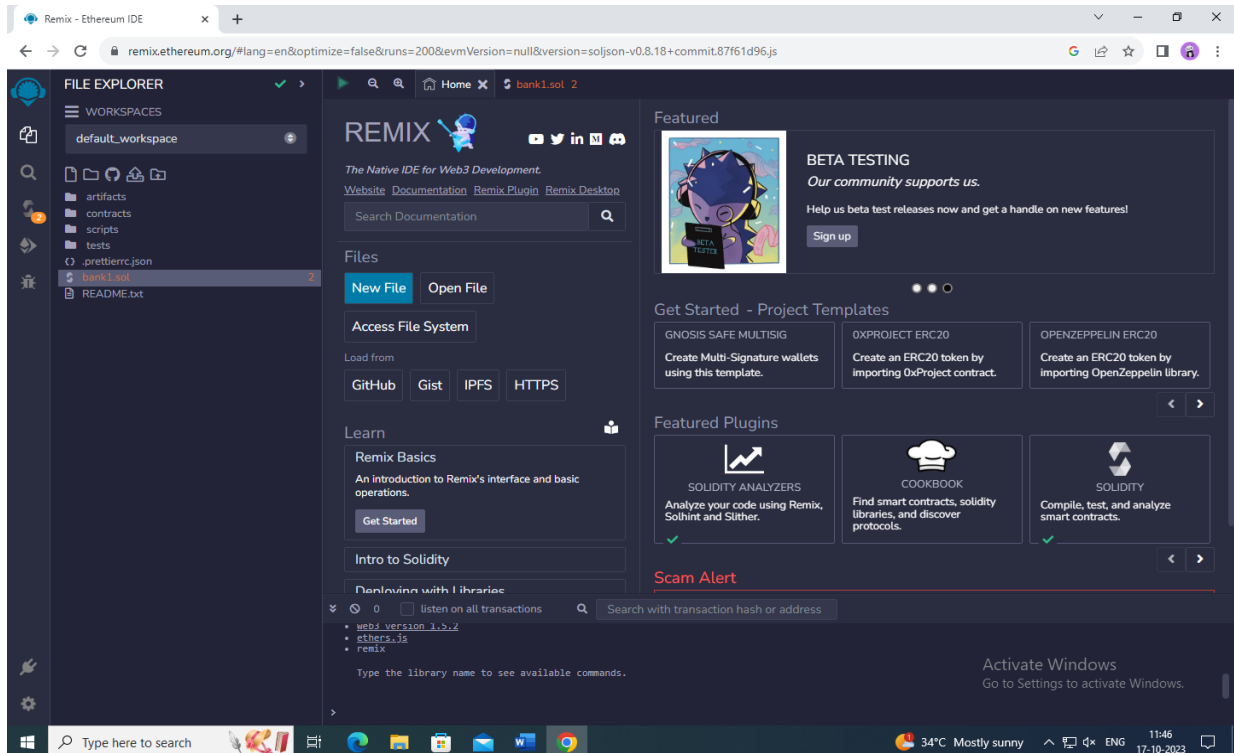 Remix - Ethereum IDE
remix.ethereum.org/#lang=en&optimize=false&runs=200&evmVersion=null&version=soljson-v0.8.18+commit.87f61d96.js
FILE EXPLORER
WORKSPACES
default_workspace
artifacts
contracts
scripts
tests
.prettierrc.json
bank1.sol 2
README.txt
2
Home
bank1.sol 2
REMIX
The Native IDE for Web3 Development.
Website Documentation Remix Plugin Remix Desktop
Search Documentation
Files
New File Open File
Access File System
Load from
GitHub Gist IPFS HTTPS
Learn
Remix Basics
An introduction to Remix's interface and basic
operations.
Get Started
Intro to Solidity
Deploying with Libraries
Featured
BETA TESTER
BETA TESTING
Our community supports us.
Help us beta test releases now and get a handle on new features!
Sign up
Get Started - Project Templates
GNOSIS SAFE MULTISIG
Create Multi-Signature wallets
using this template.
0XPROJECT ERC20
Create an ERC20 token by
importing 0xProject contract.
OPENZEPPELIN ERC20
Create an ERC20 token by
importing OpenZeppelin library.
Featured Plugins
SOLIDITY ANALYZERS
Analyze your code using Remix,
Solhint and Slither.
COOKBOOK
Find smart contracts, solidity
libraries, and discover
protocols.
SOLIDITY
Compile, test, and analyze
smart contracts.
Scam Alert
0 listen on all transactions Search with transaction hash or address
web3 version 1.5.2
ethers.js
remix
Type the library name to see available commands.
>
Activate Windows
Go to Settings to activate Windows.
Type here to search
34°C Mostly sunny
ENG
11:46
17-10-2023